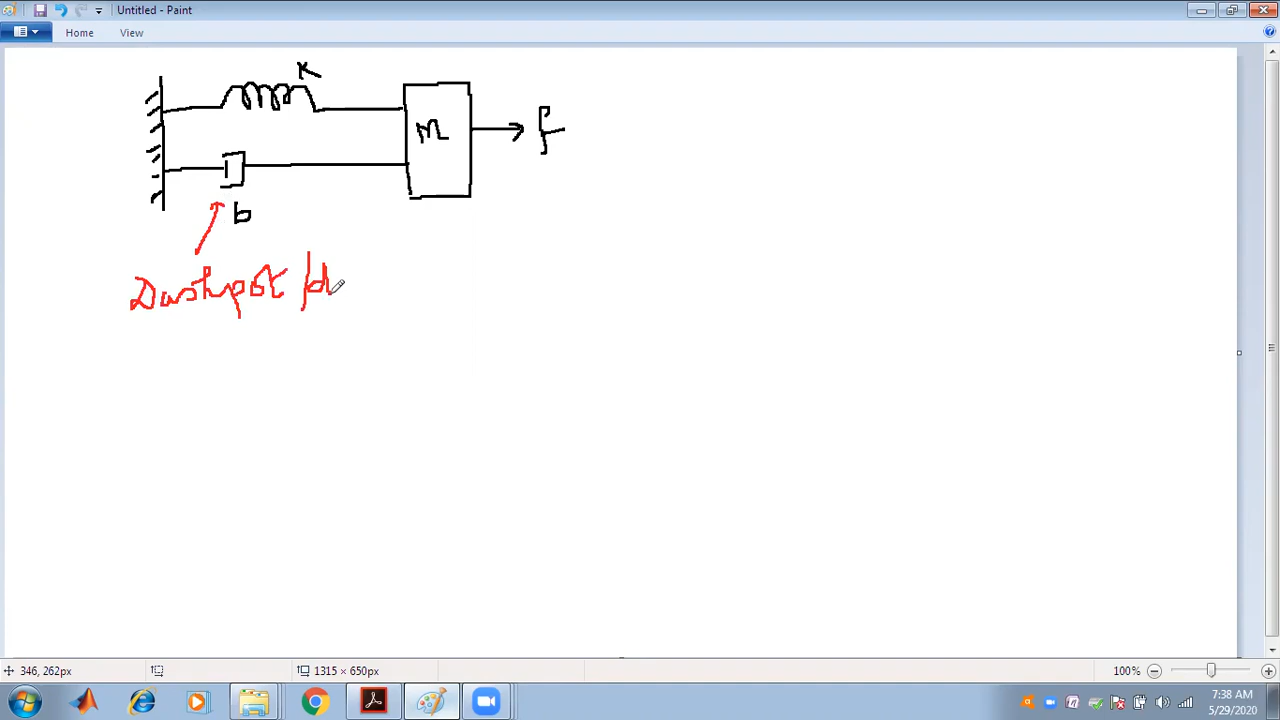 Untitled - Paint
Home View
K
m
f
b
Dashpot /d
346, 262px
1315 × 650px
100%
7:38 AM
5/29/2020